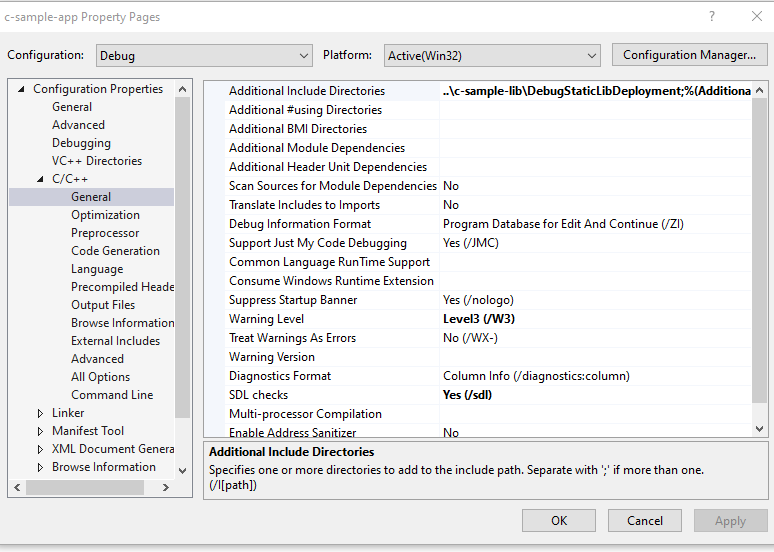 c-sample-app Property Pages
Configuration: Debug Platform: Active(Win32) Configuration Manager...
Configuration Properties
General
Advanced
Debugging
VC++ Directories
C/C++
General
Optimization
Preprocessor
Code Generation
Language
Precompiled Heade
Output Files
Browse Information
External Includes
Advanced
All Options
Command Line
Linker
Manifest Tool
XML Document Genera
Browse Information
Additional Include Directories ..\c-sample-lib\DebugStaticLibDeployment;%(Additiona
Additional #using Directories
Additional BMI Directories
Additional Module Dependencies
Additional Header Unit Dependencies
Scan Sources for Module Dependencies No
Translate Includes to Imports No
Debug Information Format Program Database for Edit And Continue (/ZI)
Support Just My Code Debugging Yes (/JMC)
Common Language RunTime Support
Consume Windows Runtime Extension
Suppress Startup Banner Yes (/nologo)
Warning Level Level3 (/W3)
Treat Warnings As Errors No (/WX-)
Warning Version
Diagnostics Format Column Info (/diagnostics:column)
SDL checks Yes (/sdl)
Multi-processor Compilation
Enable Address Sanitizer No
Additional Include Directories
Specifies one or more directories to add to the include path. Separate with ';' if more than one.
(/I[path])
OK Cancel Apply